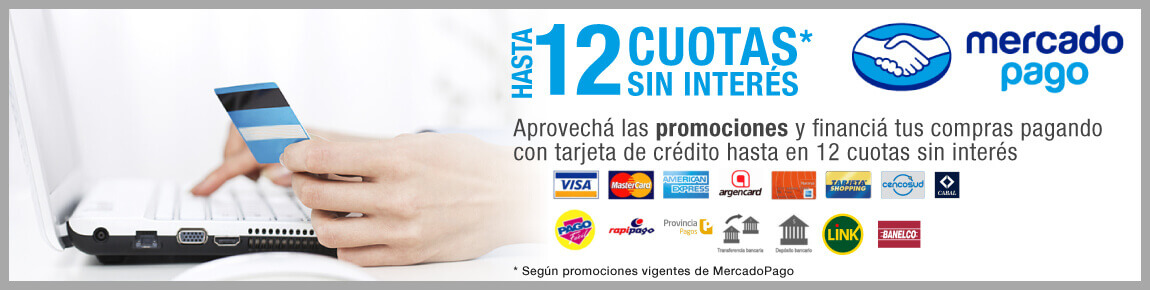 HASTA 12 CUOTAS*
SIN INTERÉS
mercado
pago
Aprovechá las promociones y financiá tus compras pagando
con tarjeta de crédito hasta en 12 cuotas sin interés
VISA
MasterCard
AMERICAN
EXPRESS
argencard
TARJETA
SHOPPING
cencosud
CABAL
PAGO
fácil
rapipago
Provincia
Pagos
Transferencia bancaria
Depósito bancario
LINK
BANELCO
* Según promociones vigentes de MercadoPago